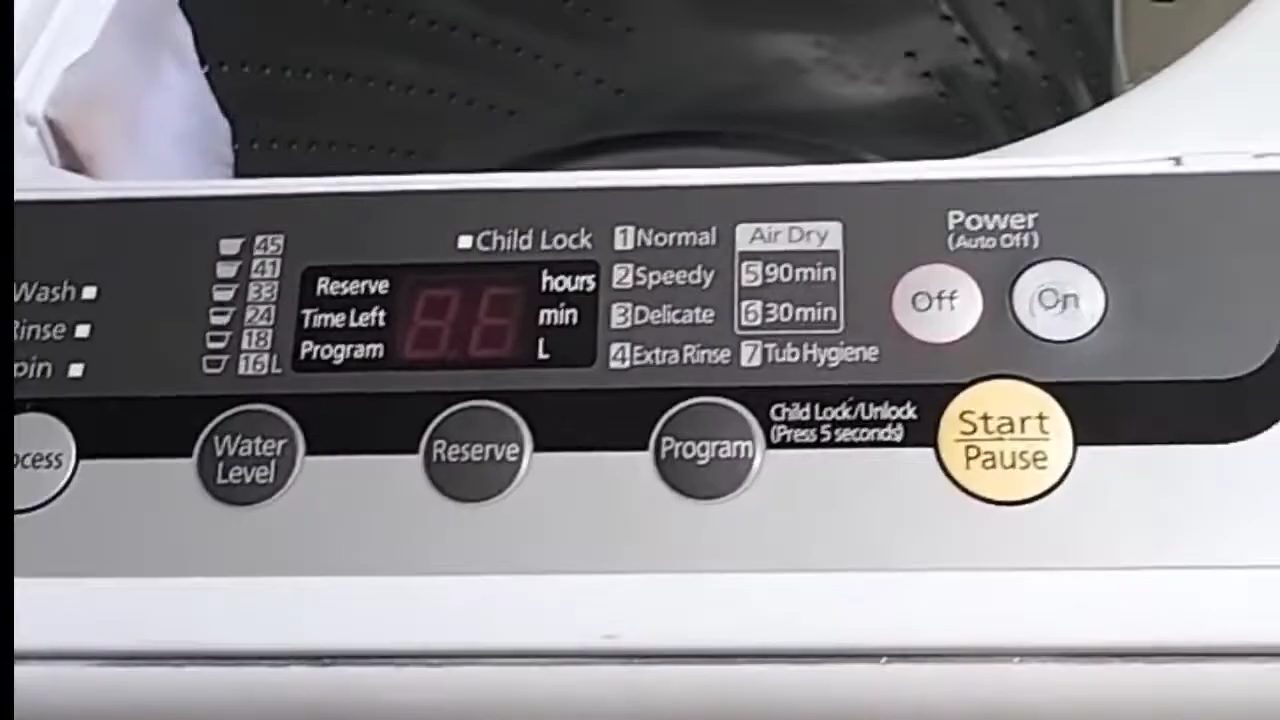 Wash
Rinse
pin
45
41
33
24
18
16L
Child Lock
Reserve
Time Left
Program
hours
min
L
1 Normal
2 Speedy
3 Delicate
4 Extra Rinse
Air Dry
5 90min
6 30min
7 Tub Hygiene
Power
(Auto Off)
Off
On
ocess
Water
Level
Reserve
Program
Child Lock/Unlock
(Press 5 seconds)
Start
Pause